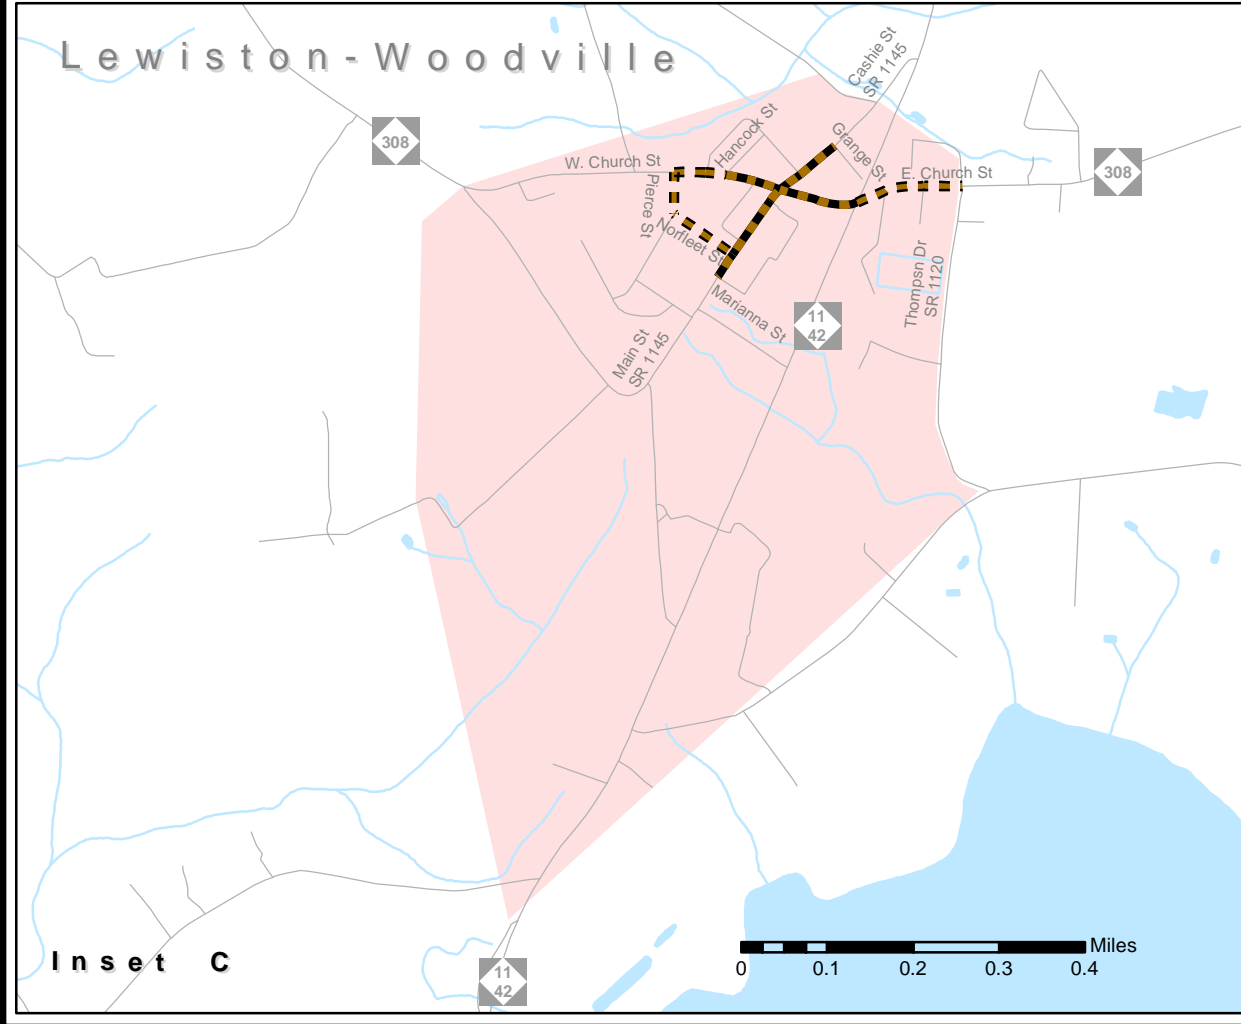 Lewiston-Woodville
Cashie St
SR 1145
308
Hancock St
Grange St
W. Church St
E. Church St
308
Pierce St
Norfleet St
Thompsn Dr
SR 1120
Marianna St
11
42
Main St
SR 1145
Inset C
11
42
Miles
0 0.1 0.2 0.3 0.4